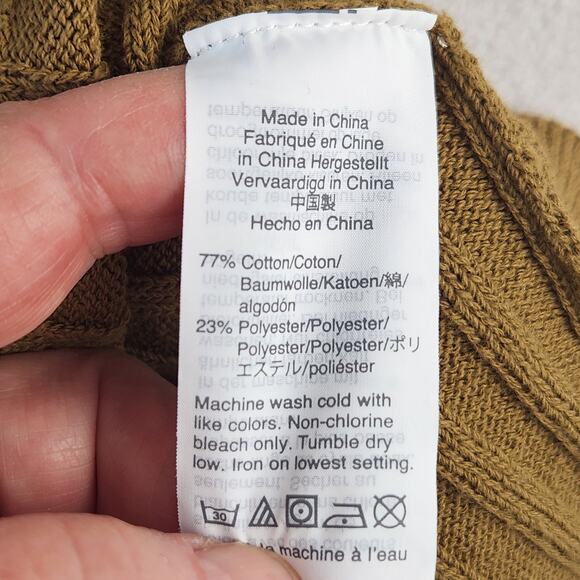 Made in China
Fabriqué en Chine
in China Hergestellt
Vervaardigd in China
中国製
Hecho en China
77% Cotton/Coton/
Baumwolle/Katoen/綿/
algodón
23% Polyester/Polyester/
Polyester/Polyester/ポリ
エステル/poliéster
Machine wash cold with
like colors. Non-chlorine
bleach only. Tumble dry
low. Iron on lowest setting.
30
la machine à l'eau